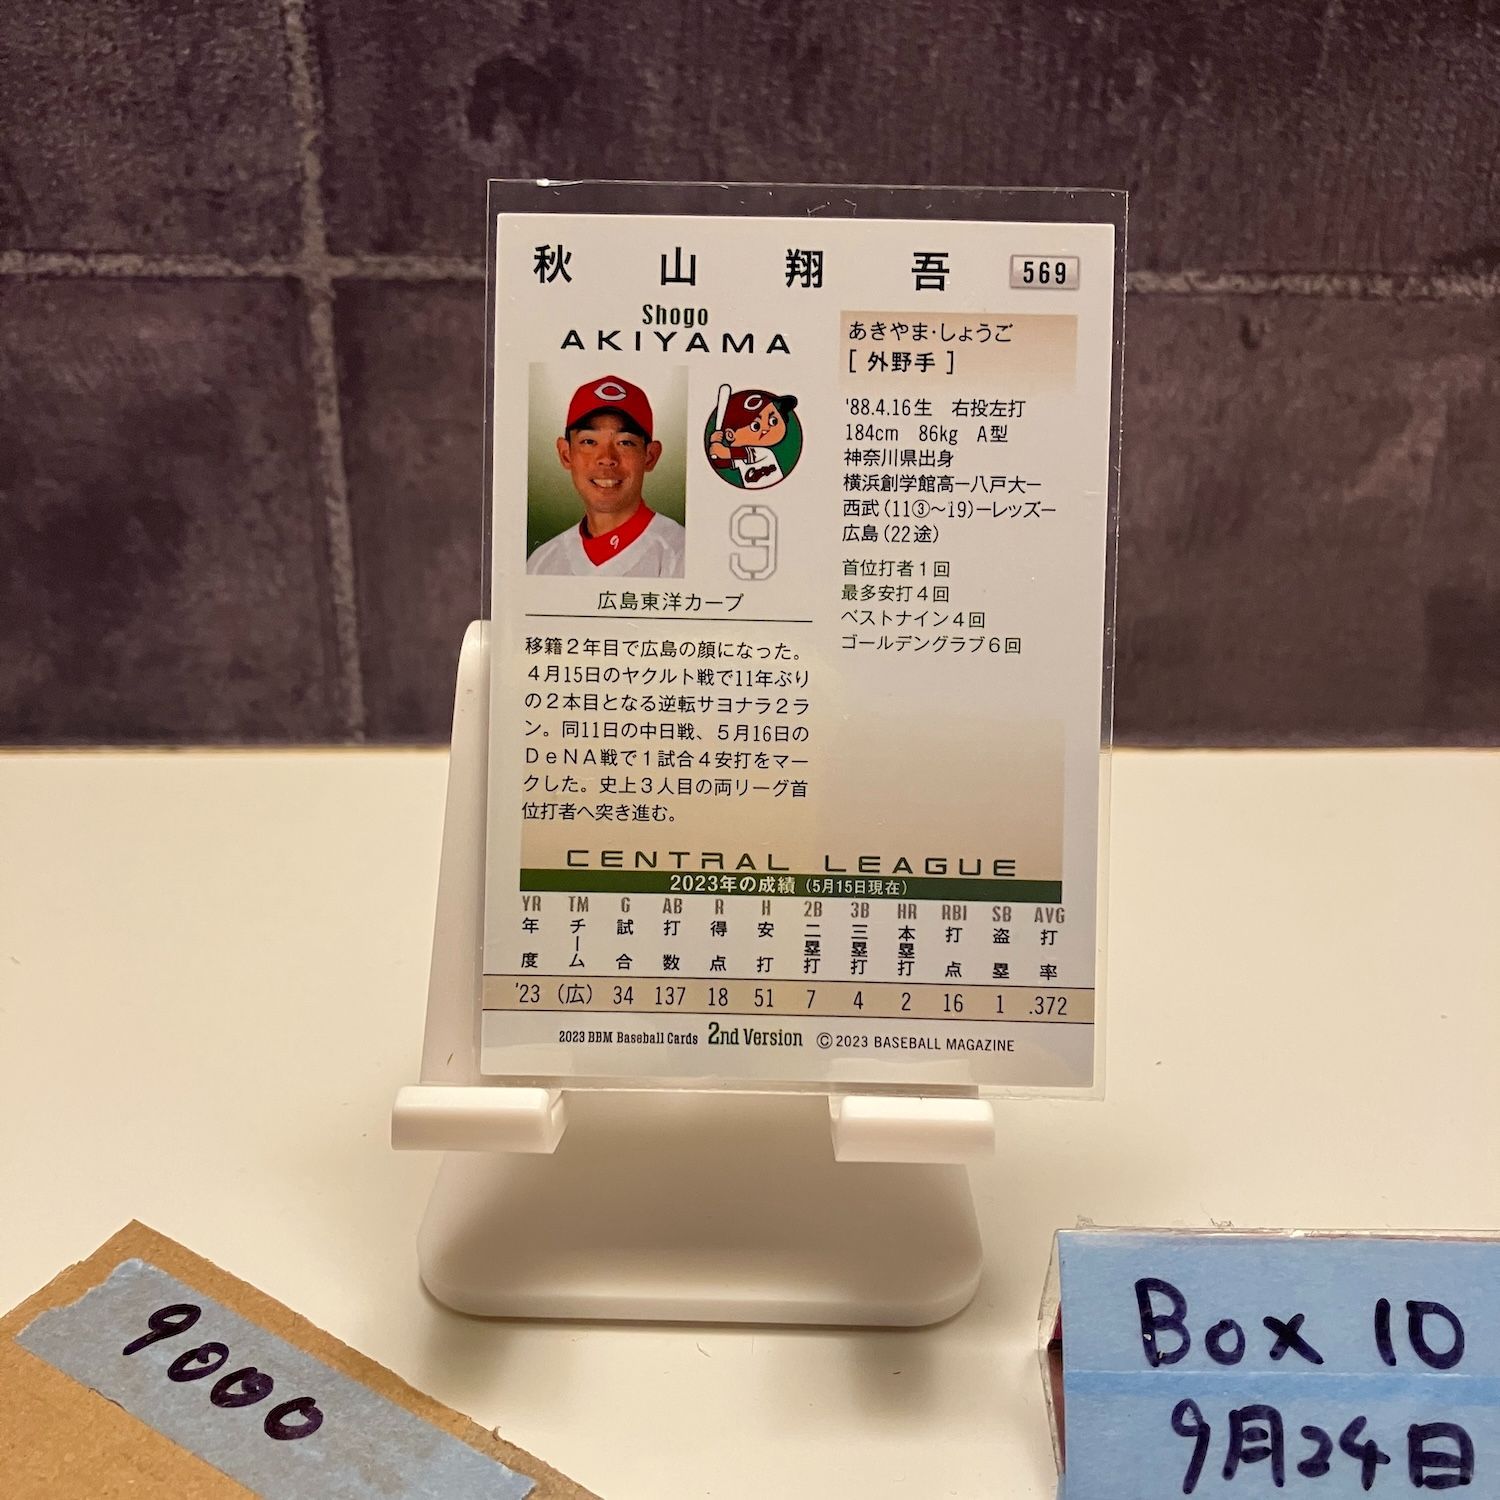 秋山翔吾
569
Shogo
AKIYAMA
あきやま･しょうご
[ 外野手 ]
'88.4.16生　右投左打
184cm　86kg　A型
神奈川県出身
横浜創学館高ー八戸大ー
西武(11③〜19)ーレッズー
広島(22途)
首位打者1回
最多安打4回
ベストナイン4回
ゴールデングラブ6回
C
C
Carp
9
9
広島東洋カープ
移籍２年目で広島の顔になった。
４月15日のヤクルト戦で11年ぶり
の２本目となる逆転サヨナラ２ラ
ン。同11日の中日戦、５月16日の
ＤｅＮＡ戦で１試合４安打をマー
クした。史上３人目の両リーグ首
位打者へ突き進む。
CENTRAL LEAGUE
2023年の成績（5月15日現在）
YR TM G AB R H 2B 3B HR RBI SB AVG
年度 チーム 試合 打数 得点 安打 二塁打 三塁打 本塁打 打点 盗塁 打率
'23 (広) 34 137 18 51 7 4 2 16 1 .372
2023 BBM Baseball Cards 2nd Version ©2023 BASEBALL MAGAZINE
9000
Box 10
9月24日